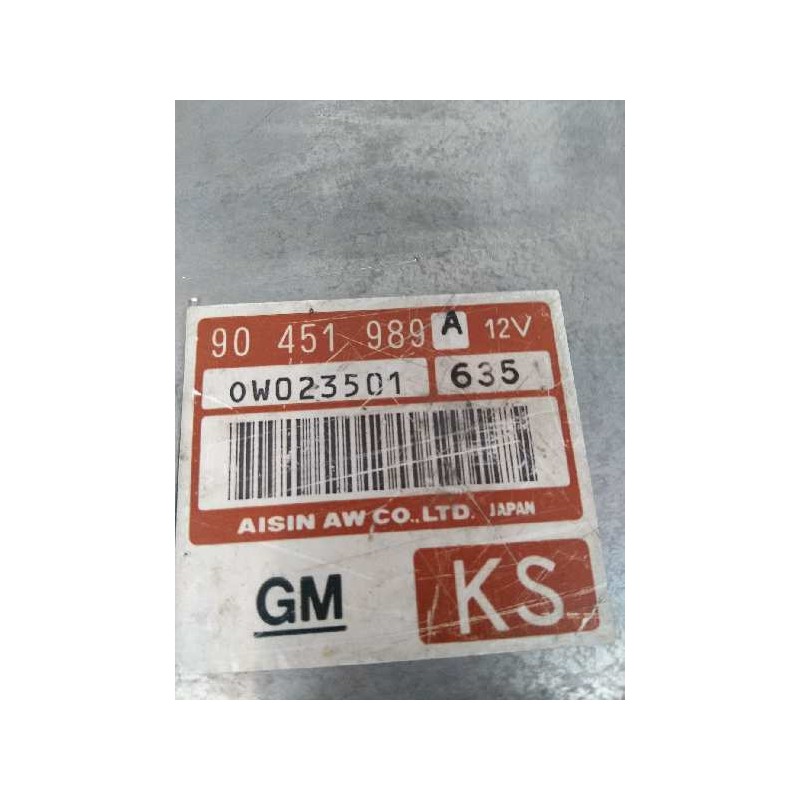 90 451 989 A 12V
0W023501 635
AISIN AW CO.,LTD. JAPAN
GM KS